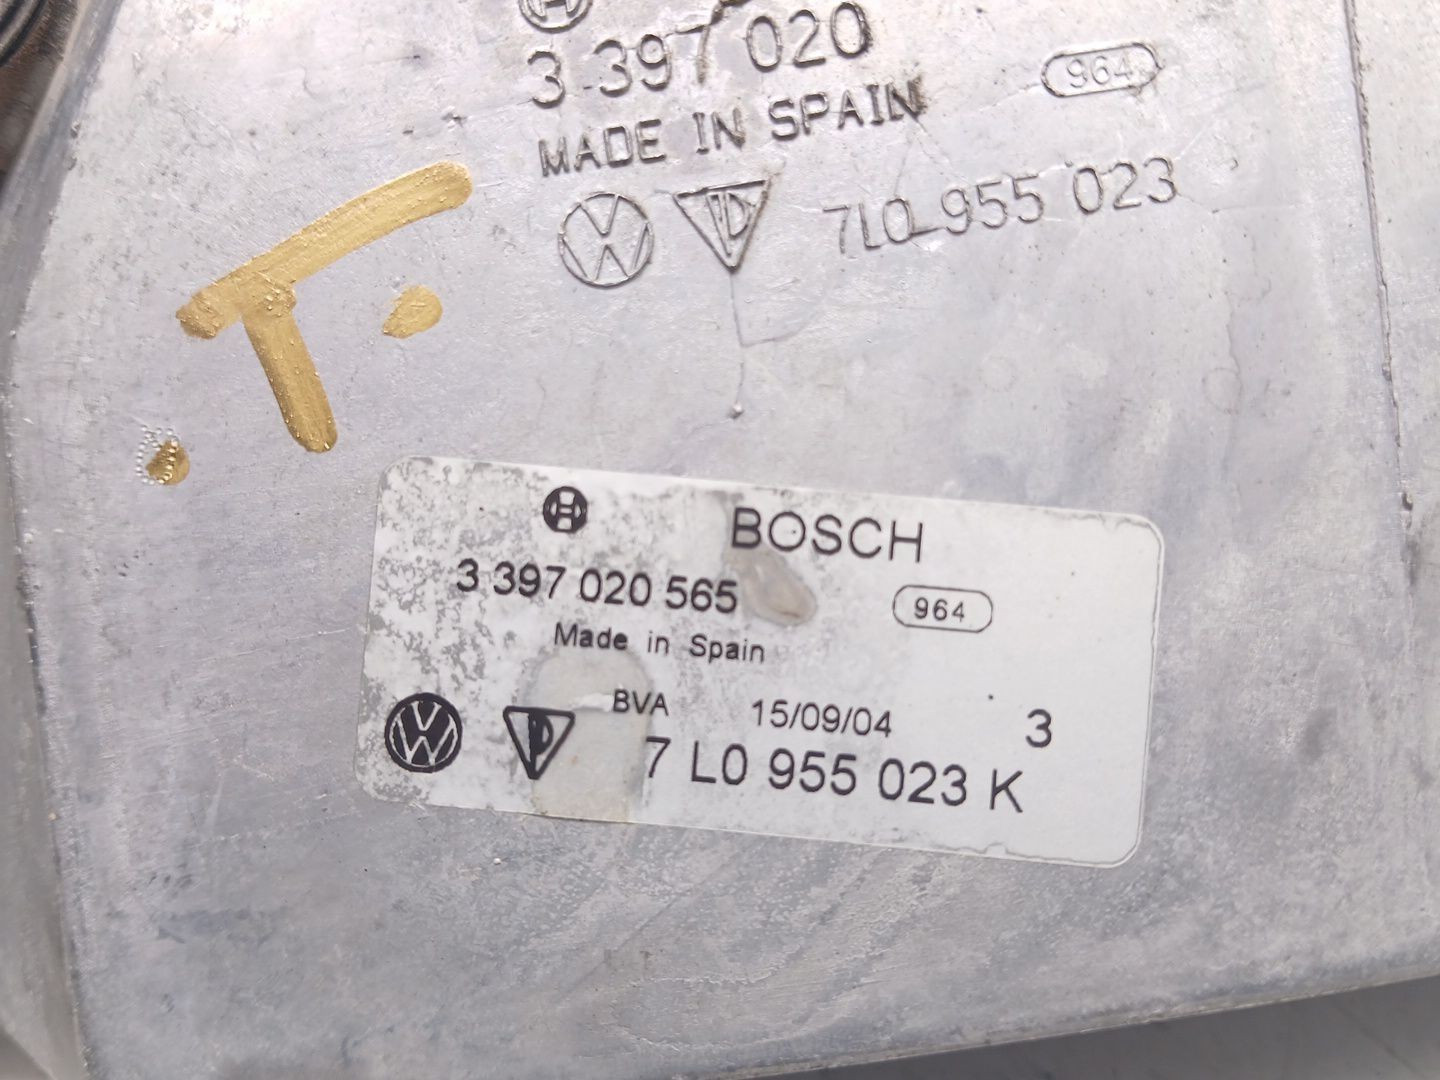 3 397 020
964
MADE IN SPAIN
7L0 955 023
T.
BOSCH
3 397 020 565
964
Made in Spain
BVA 15/09/04 3
7 L0 955 023 K